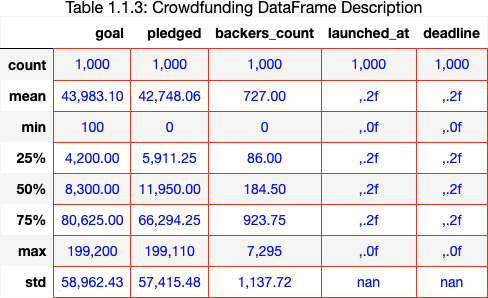 Table 1.1.3: Crowdfunding DataFrame Description
goal pledged backers_count launched_at deadline
count 1,000 1,000 1,000 1,000 1,000
mean 43,983.10 42,748.06 727.00 ,.2f ,.2f
min 100 0 0 ,.0f ,.0f
25% 4,200.00 5,911.25 86.00 ,.2f ,.2f
50% 8,300.00 11,950.00 184.50 ,.2f ,.2f
75% 80,625.00 66,294.25 923.75 ,.2f ,.2f
max 199,200 199,110 7,295 ,.0f ,.0f
std 58,962.43 57,415.48 1,137.72 nan nan